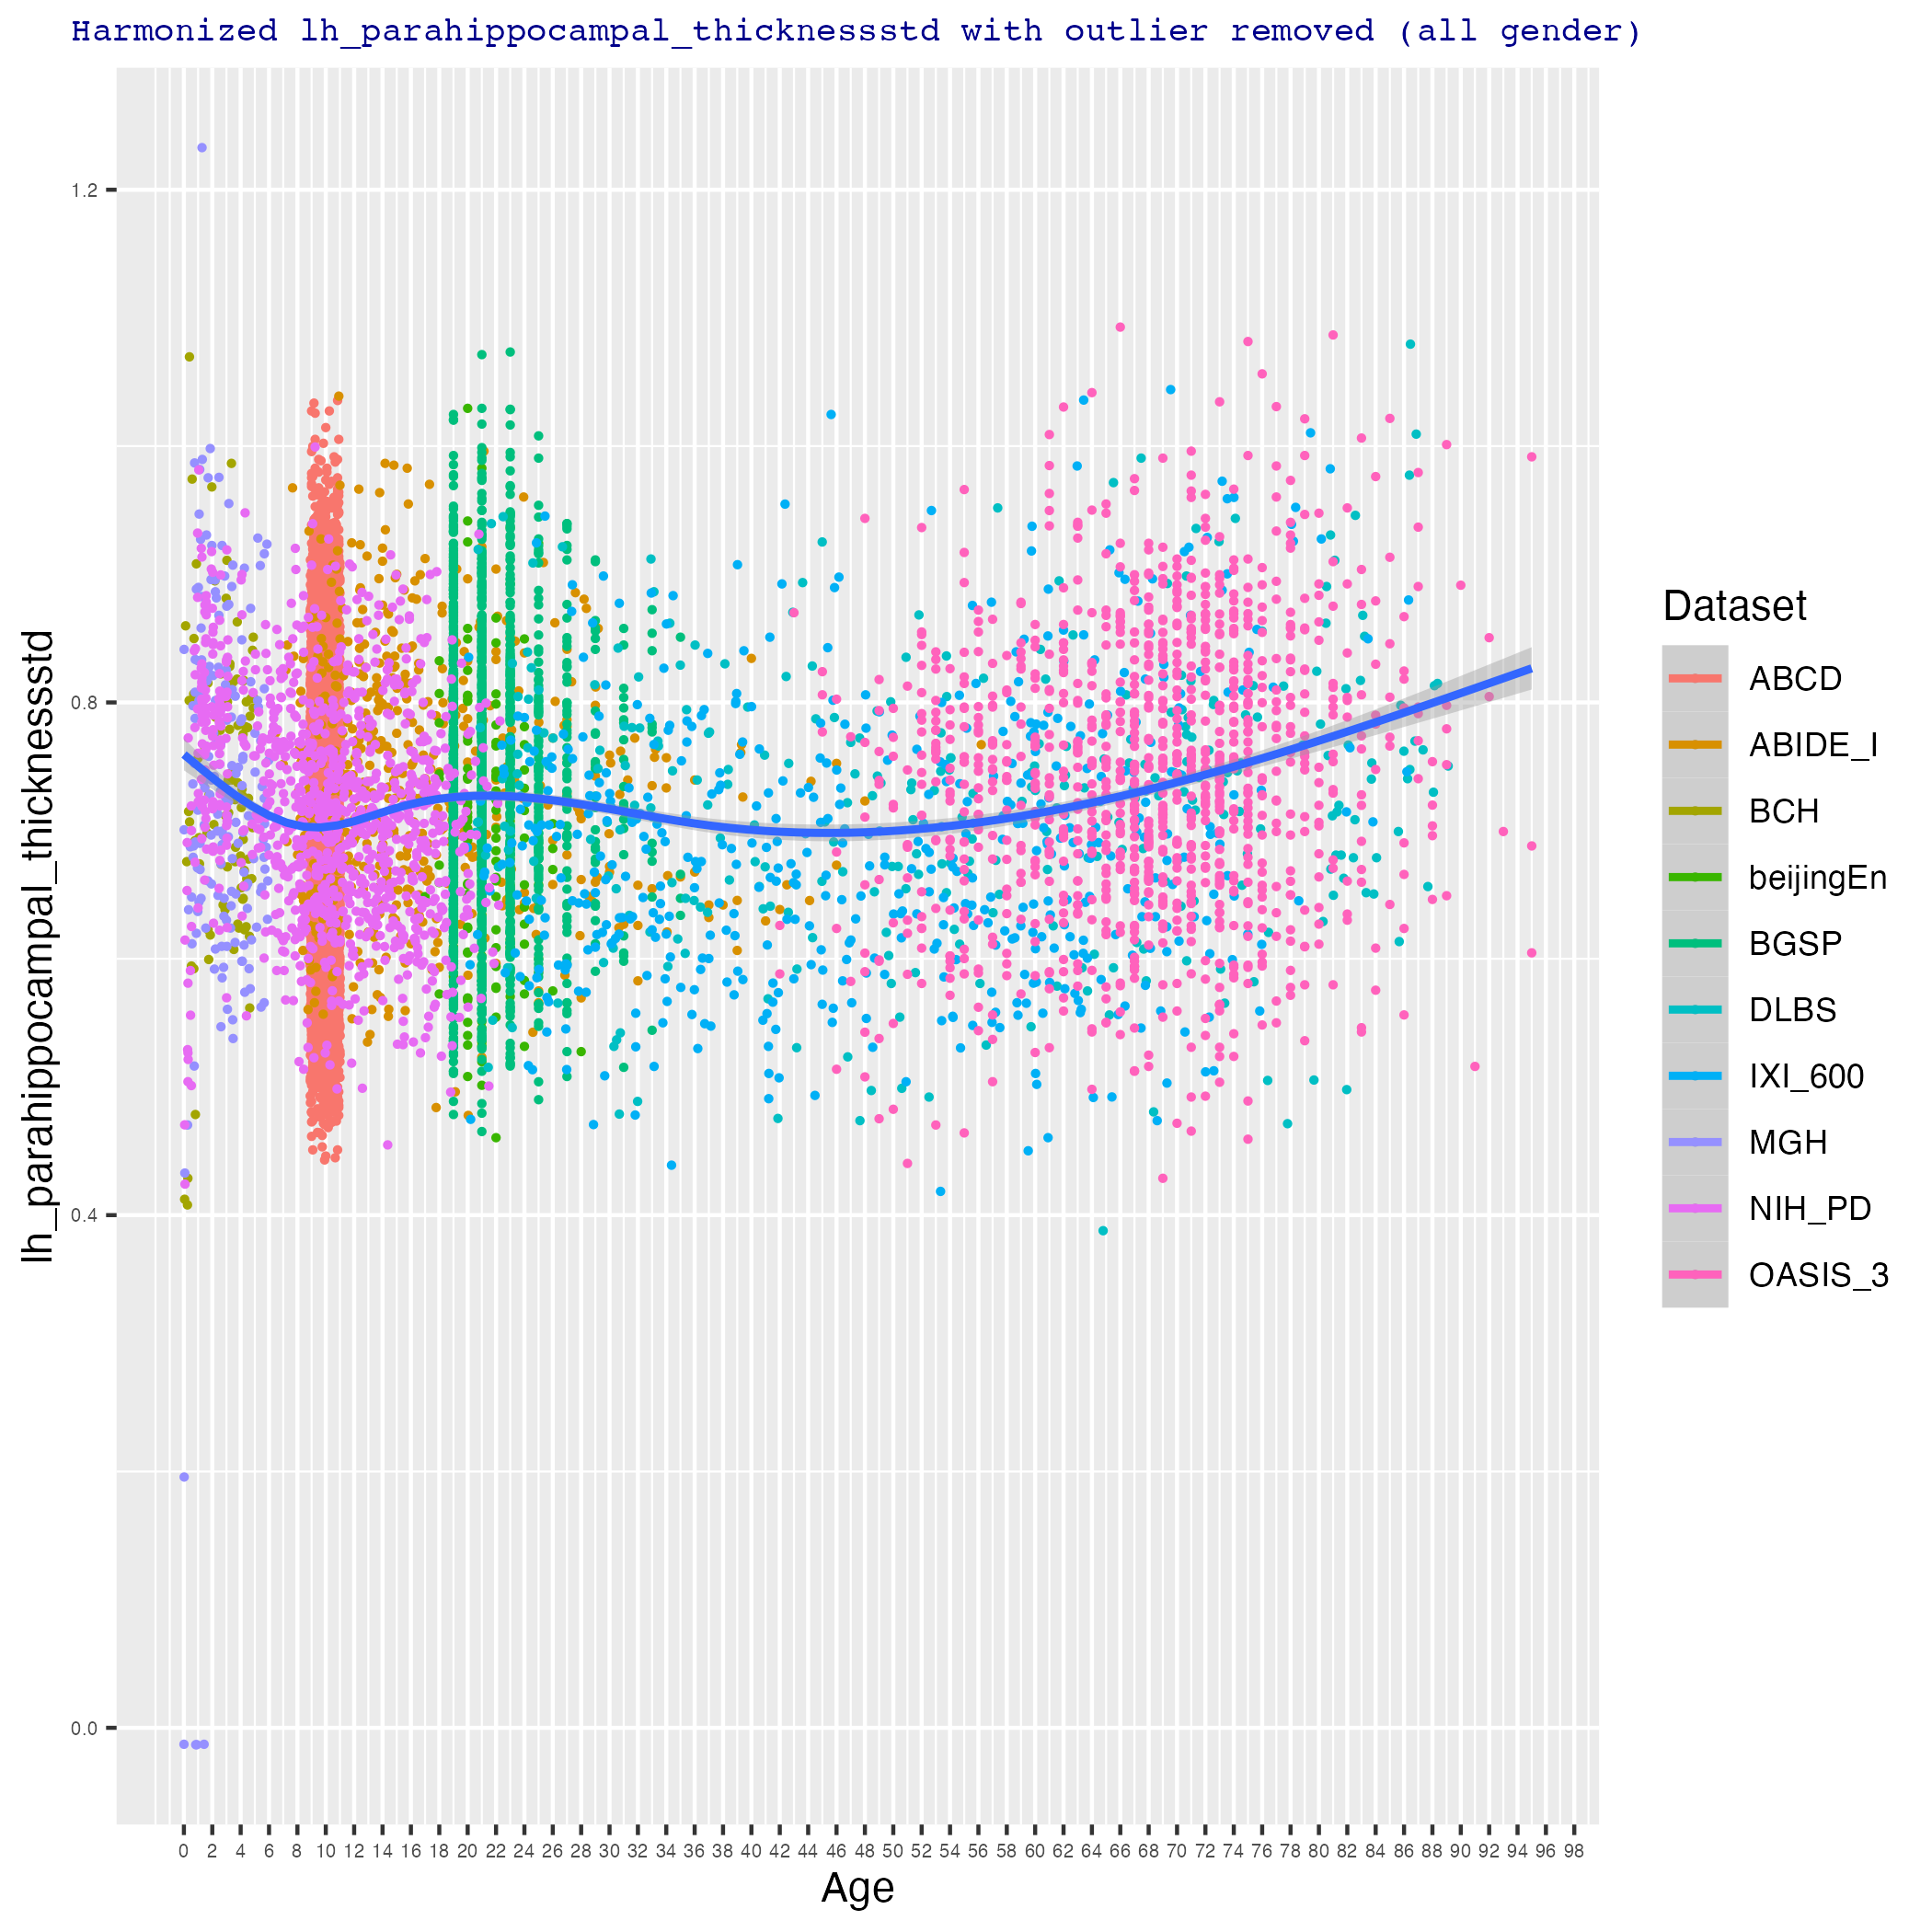 Harmonized lh_parahippocampal_thicknessstd with outlier removed (all gender)
lh_parahippocampal_thicknessstd
1.2
0.8
0.4
0.0
0 2 4 6 8 10 12 14 16 18 20 22 24 26 28 30 32 34 36 38 40 42 44 46 48 50 52 54 56 58 60 62 64 66 68 70 72 74 76 78 80 82 84 86 88 90 92 94 96 98
Age
Dataset
ABCD
ABIDE_I
BCH
beijingEn
BGSP
DLBS
IXI_600
MGH
NIH_PD
OASIS_3